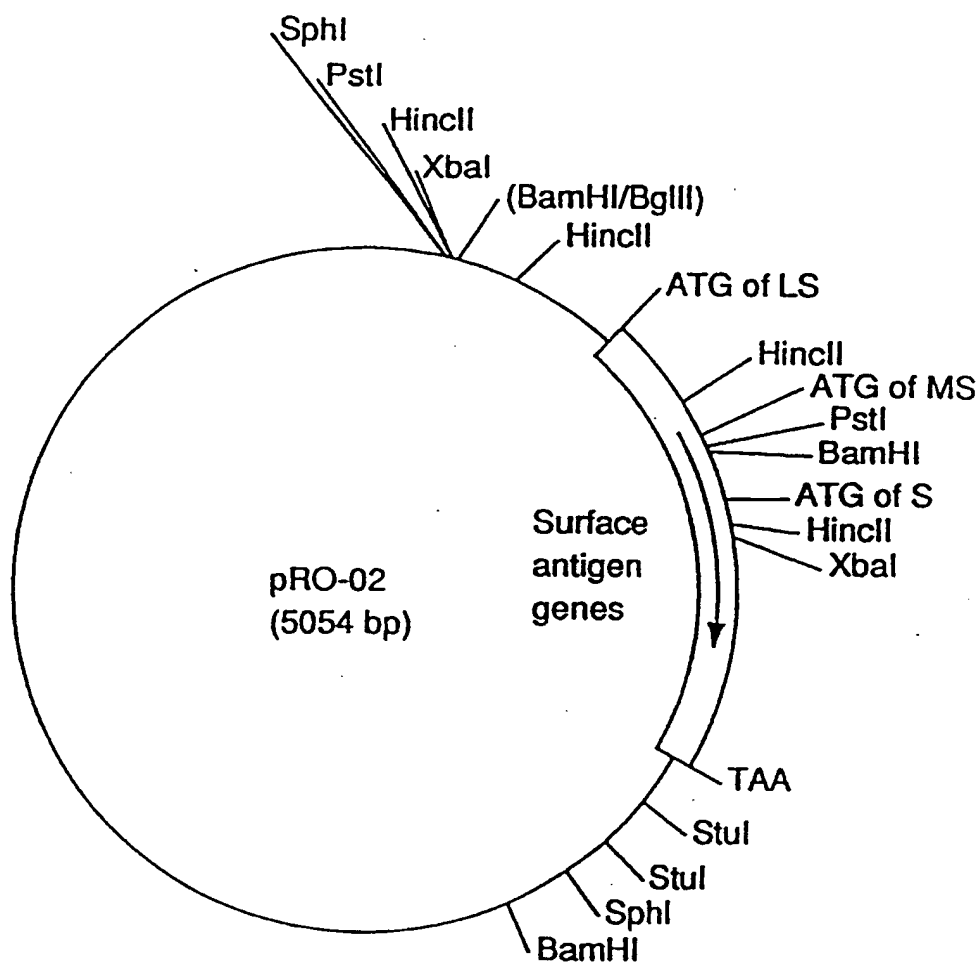 SphI
PstI
HincII
XbaI
(BamHI/BglII)
HincII
ATG of LS
HincII
ATG of MS
PstI
BamHI
ATG of S
HincII
XbaI
Surface
antigen
genes
pRO-02
(5054 bp)
TAA
StuI
StuI
SphI
BamHI